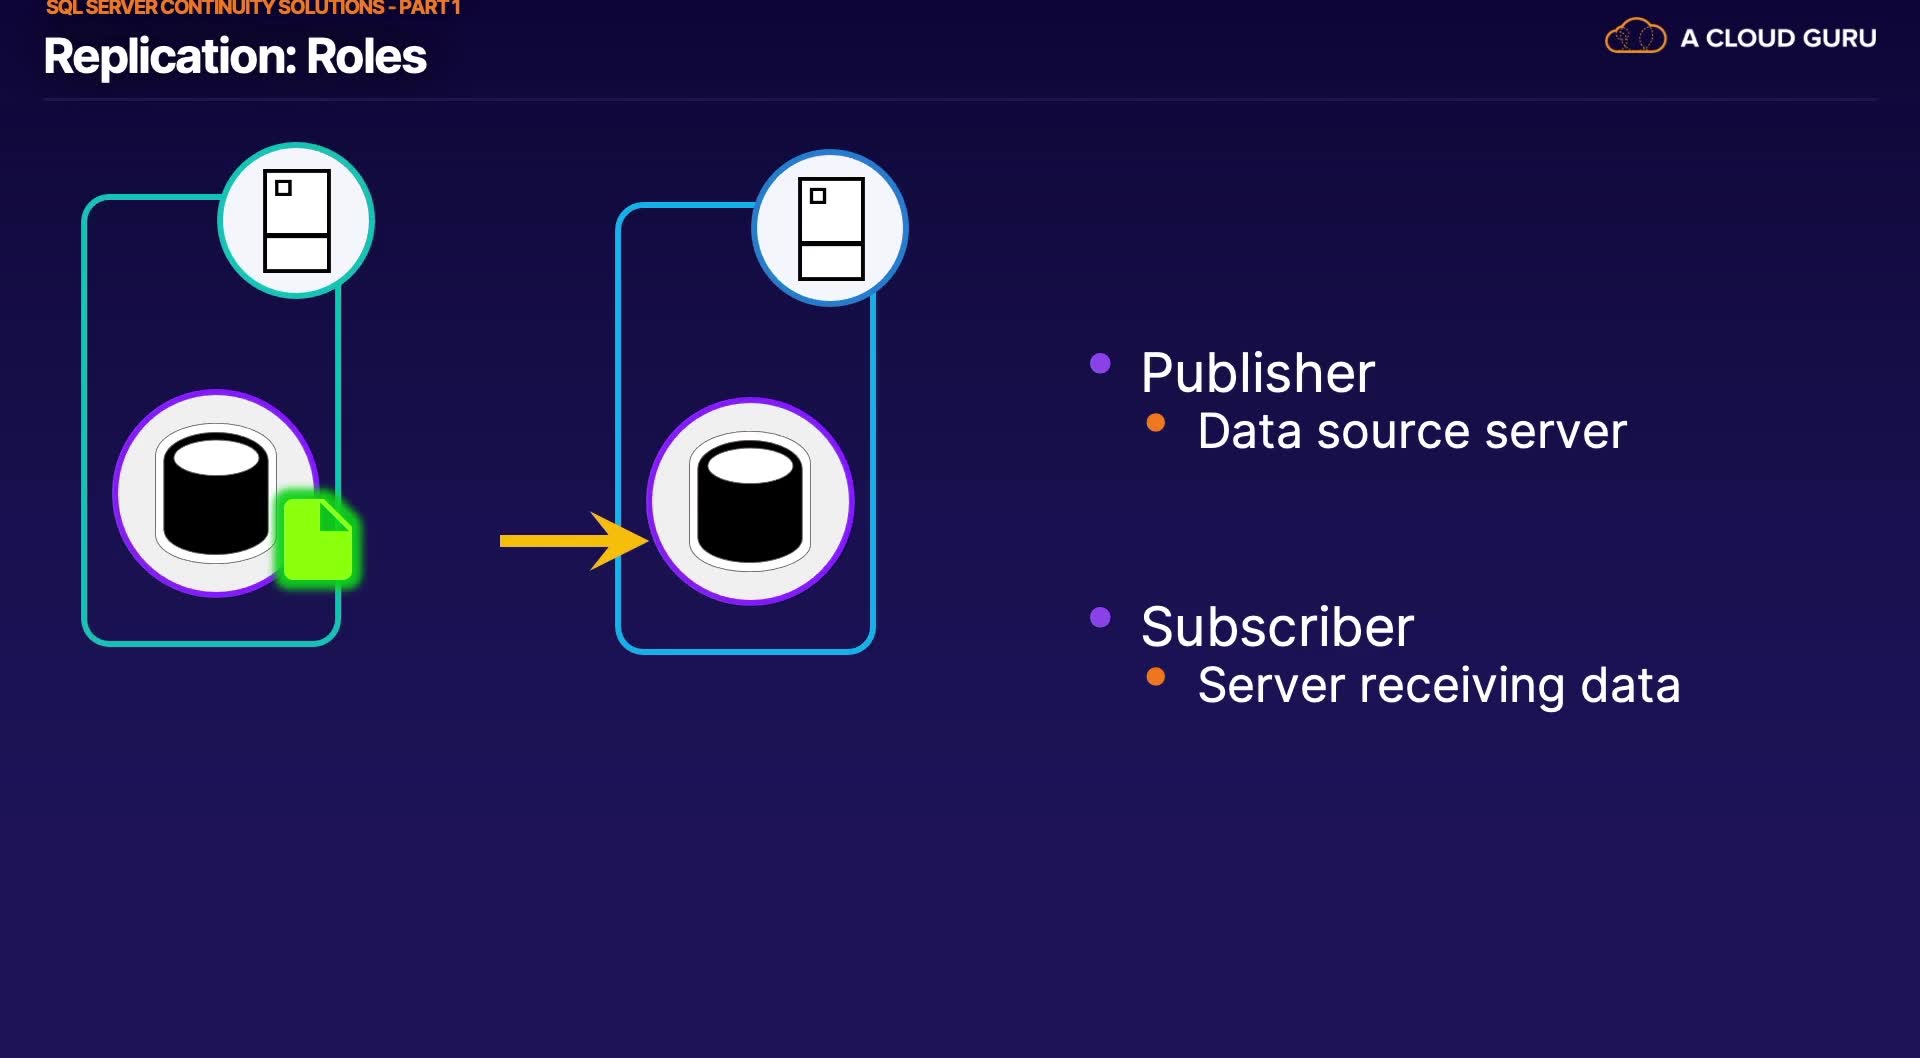 SQL SERVER CONTINUITY SOLUTIONS - PART 1
Replication: Roles
A CLOUD GURU
Publisher
Data source server
Subscriber
Server receiving data